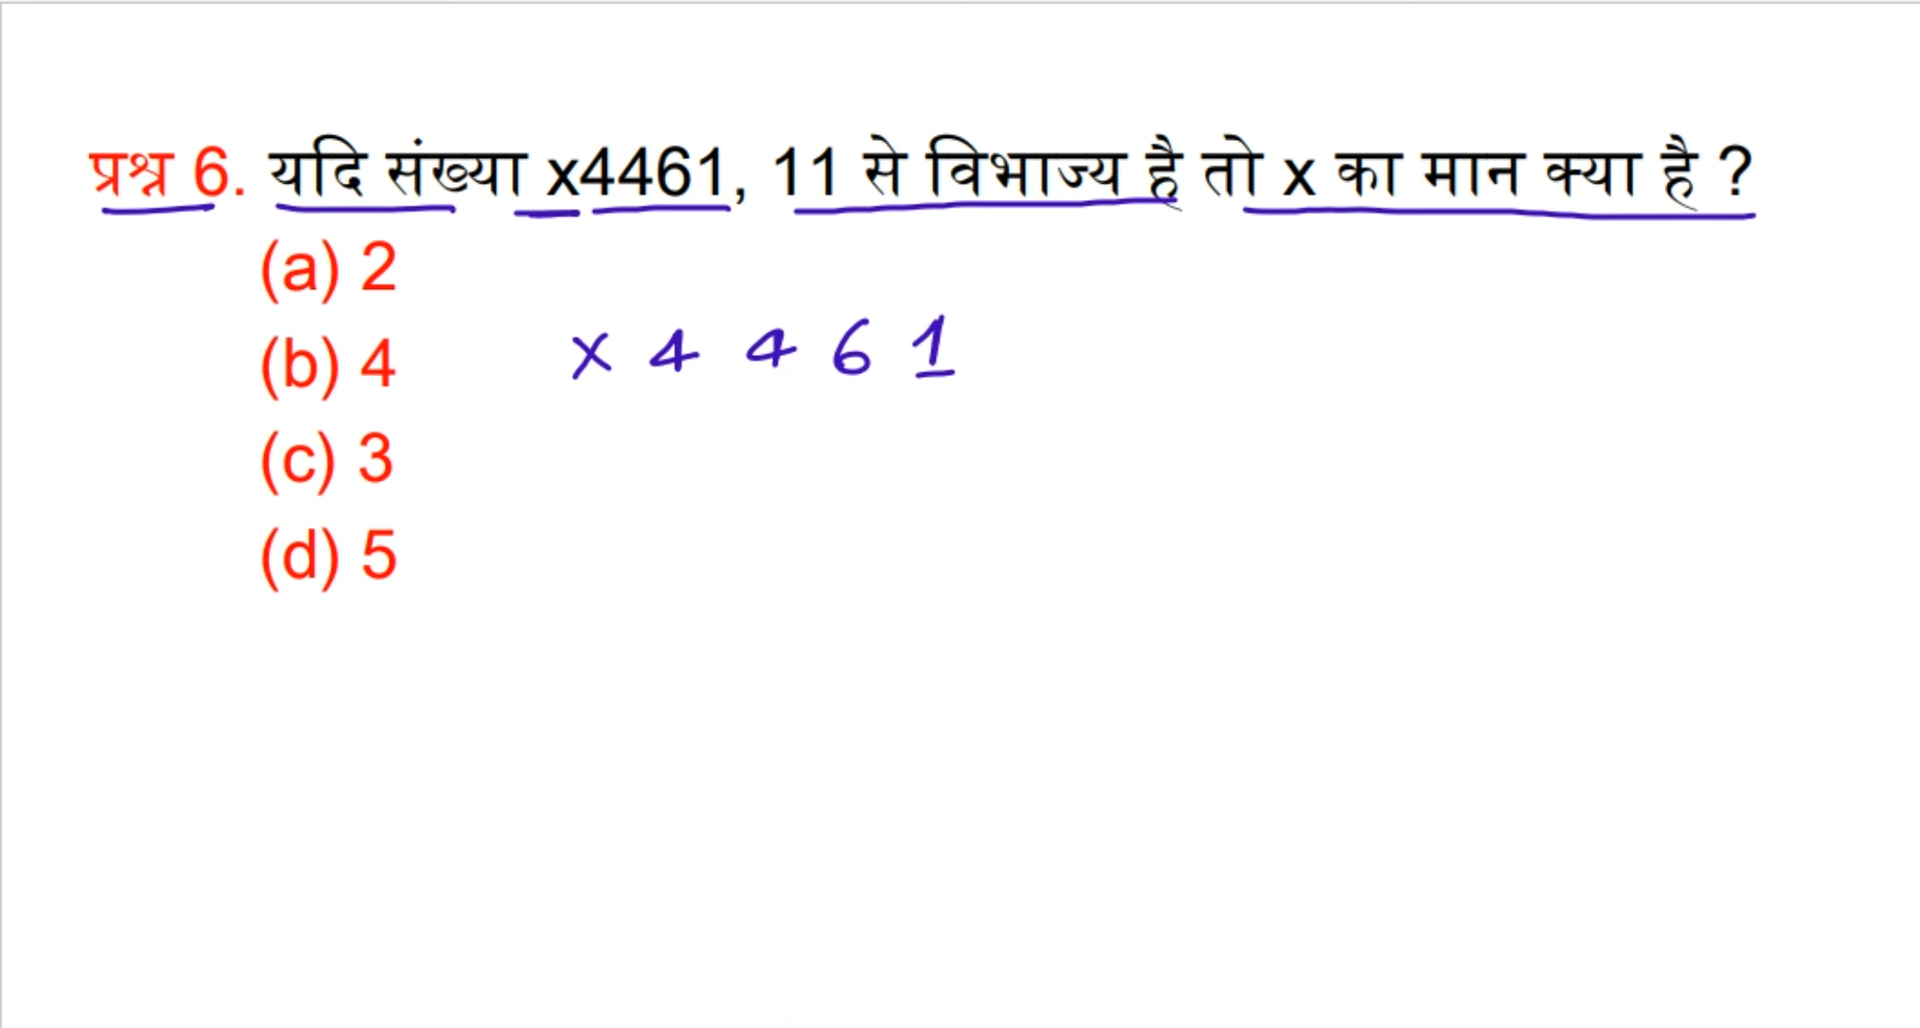 प्रश्न 6. यदि संख्या x4461, 11 से विभाज्य है तो x का मान क्या है ?
(a) 2
(b) 4
x 4 4 6 1
(c) 3
(d) 5